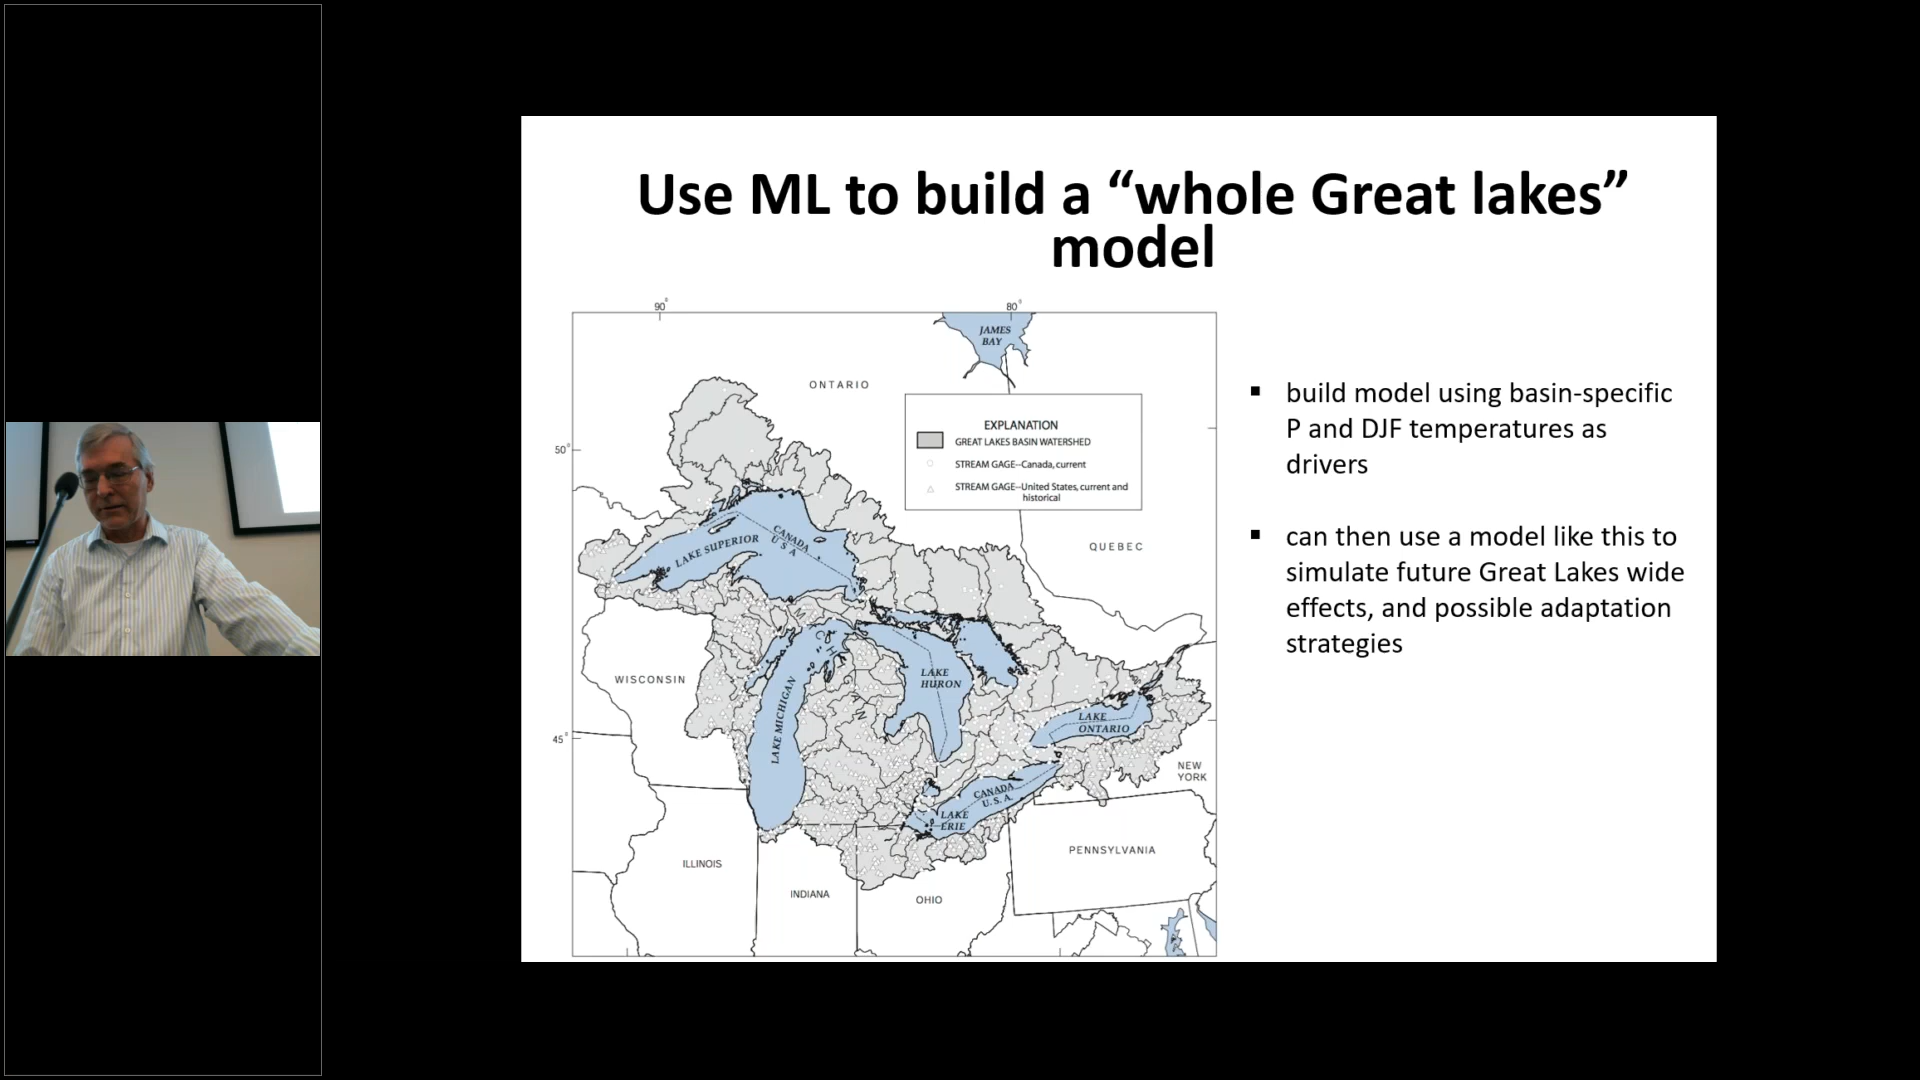 Use ML to build a “whole Great lakes”
model
90°
80°
JAMES
BAY
ONTARIO
EXPLANATION
GREAT LAKES BASIN WATERSHED
STREAM GAGE--Canada, current
STREAM GAGE--United States, current and
historical
50°
QUEBEC
CANADA
U S A
LAKE SUPERIOR
WISCONSIN
LAKE MICHIGAN
LAKE
HURON
LAKE
ONTARIO
45°
NEW
YORK
CANADA
U. S. A.
LAKE
ERIE
PENNSYLVANIA
ILLINOIS
INDIANA
OHIO
▪ build model using basin-specific
P and DJF temperatures as
drivers
▪ can then use a model like this to
simulate future Great Lakes wide
effects, and possible adaptation
strategies